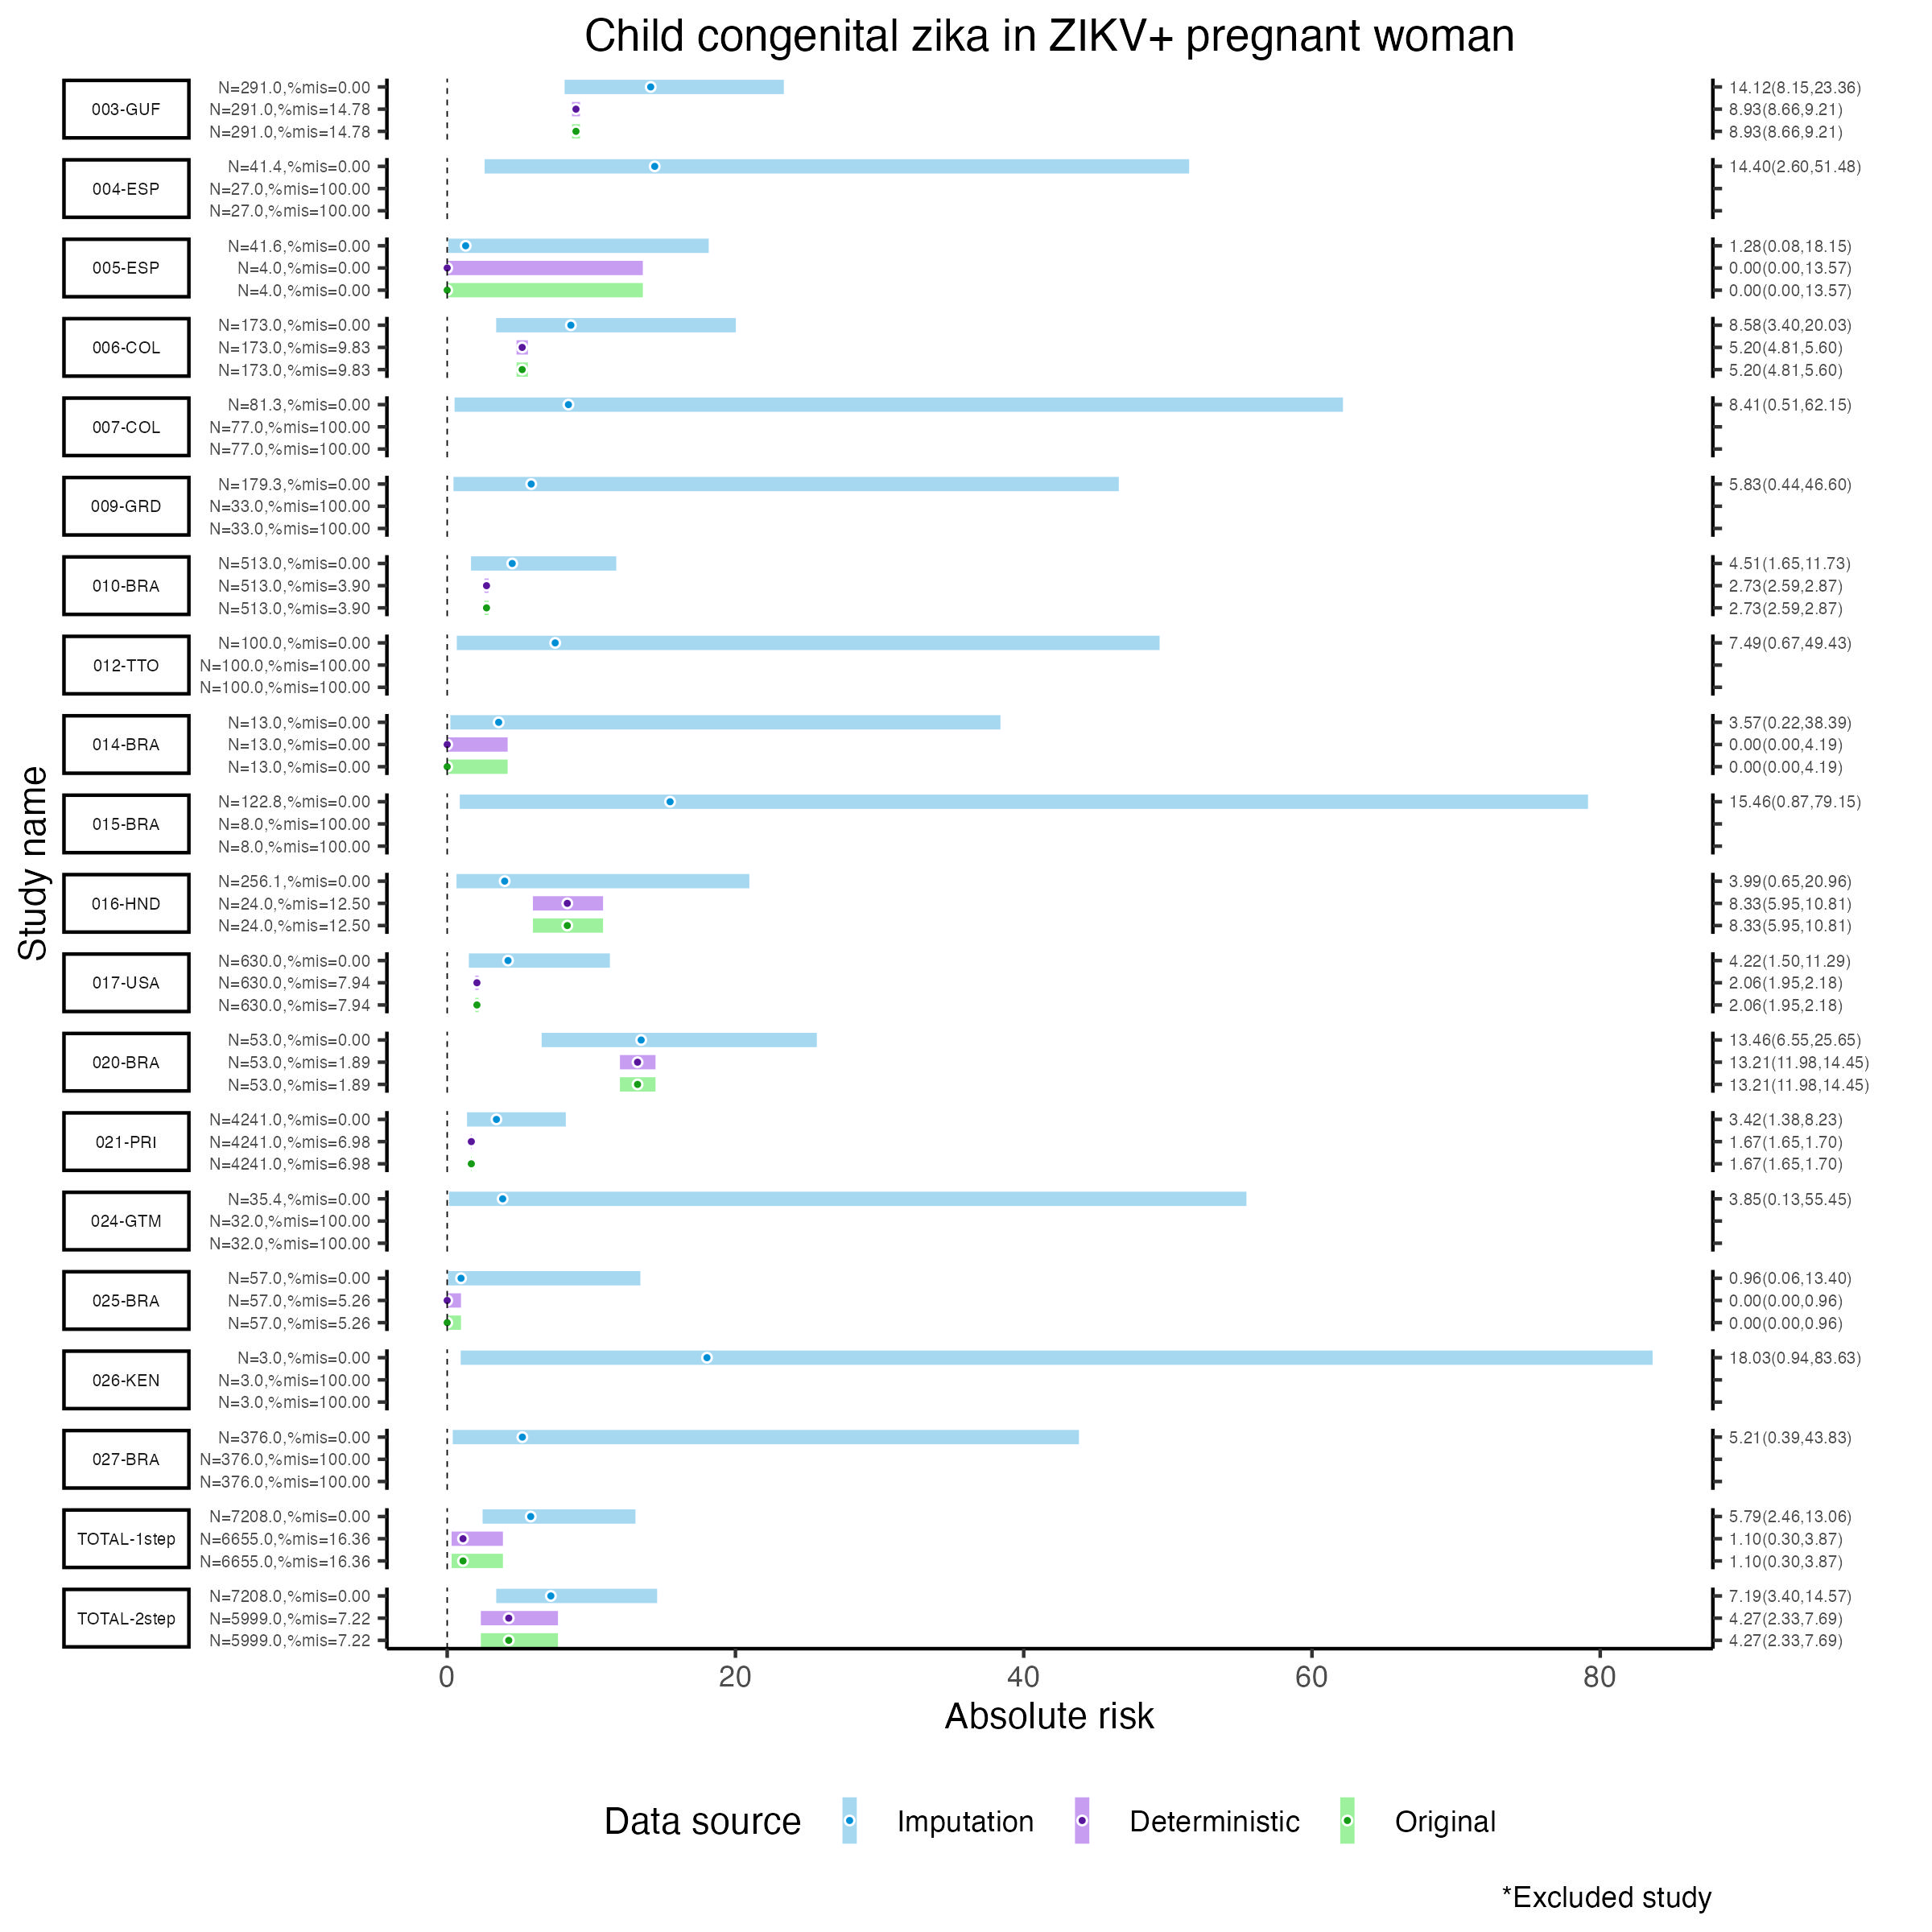 Child congenital zika in ZIKV+ pregnant woman
Study name
003-GUF
N=291.0,%mis=0.00 14.12(8.15,23.36)
N=291.0,%mis=14.78 8.93(8.66,9.21)
N=291.0,%mis=14.78 8.93(8.66,9.21)
004-ESP
N=41.4,%mis=0.00 14.40(2.60,51.48)
N=27.0,%mis=100.00
N=27.0,%mis=100.00
005-ESP
N=41.6,%mis=0.00 1.28(0.08,18.15)
N=4.0,%mis=0.00 0.00(0.00,13.57)
N=4.0,%mis=0.00 0.00(0.00,13.57)
006-COL
N=173.0,%mis=0.00 8.58(3.40,20.03)
N=173.0,%mis=9.83 5.20(4.81,5.60)
N=173.0,%mis=9.83 5.20(4.81,5.60)
007-COL
N=81.3,%mis=0.00 8.41(0.51,62.15)
N=77.0,%mis=100.00
N=77.0,%mis=100.00
009-GRD
N=179.3,%mis=0.00 5.83(0.44,46.60)
N=33.0,%mis=100.00
N=33.0,%mis=100.00
010-BRA
N=513.0,%mis=0.00 4.51(1.65,11.73)
N=513.0,%mis=3.90 2.73(2.59,2.87)
N=513.0,%mis=3.90 2.73(2.59,2.87)
012-TTO
N=100.0,%mis=0.00 7.49(0.67,49.43)
N=100.0,%mis=100.00
N=100.0,%mis=100.00
014-BRA
N=13.0,%mis=0.00 3.57(0.22,38.39)
N=13.0,%mis=0.00 0.00(0.00,4.19)
N=13.0,%mis=0.00 0.00(0.00,4.19)
015-BRA
N=122.8,%mis=0.00 15.46(0.87,79.15)
N=8.0,%mis=100.00
N=8.0,%mis=100.00
016-HND
N=256.1,%mis=0.00 3.99(0.65,20.96)
N=24.0,%mis=12.50 8.33(5.95,10.81)
N=24.0,%mis=12.50 8.33(5.95,10.81)
017-USA
N=630.0,%mis=0.00 4.22(1.50,11.29)
N=630.0,%mis=7.94 2.06(1.95,2.18)
N=630.0,%mis=7.94 2.06(1.95,2.18)
020-BRA
N=53.0,%mis=0.00 13.46(6.55,25.65)
N=53.0,%mis=1.89 13.21(11.98,14.45)
N=53.0,%mis=1.89 13.21(11.98,14.45)
021-PRI
N=4241.0,%mis=0.00 3.42(1.38,8.23)
N=4241.0,%mis=6.98 1.67(1.65,1.70)
N=4241.0,%mis=6.98 1.67(1.65,1.70)
024-GTM
N=35.4,%mis=0.00 3.85(0.13,55.45)
N=32.0,%mis=100.00
N=32.0,%mis=100.00
025-BRA
N=57.0,%mis=0.00 0.96(0.06,13.40)
N=57.0,%mis=5.26 0.00(0.00,0.96)
N=57.0,%mis=5.26 0.00(0.00,0.96)
026-KEN
N=3.0,%mis=0.00 18.03(0.94,83.63)
N=3.0,%mis=100.00
N=3.0,%mis=100.00
027-BRA
N=376.0,%mis=0.00 5.21(0.39,43.83)
N=376.0,%mis=100.00
N=376.0,%mis=100.00
TOTAL-1step
N=7208.0,%mis=0.00 5.79(2.46,13.06)
N=6655.0,%mis=16.36 1.10(0.30,3.87)
N=6655.0,%mis=16.36 1.10(0.30,3.87)
TOTAL-2step
N=7208.0,%mis=0.00 7.19(3.40,14.57)
N=5999.0,%mis=7.22 4.27(2.33,7.69)
N=5999.0,%mis=7.22 4.27(2.33,7.69)
0 20 40 60 80
Absolute risk
Data source Imputation Deterministic Original
*Excluded study